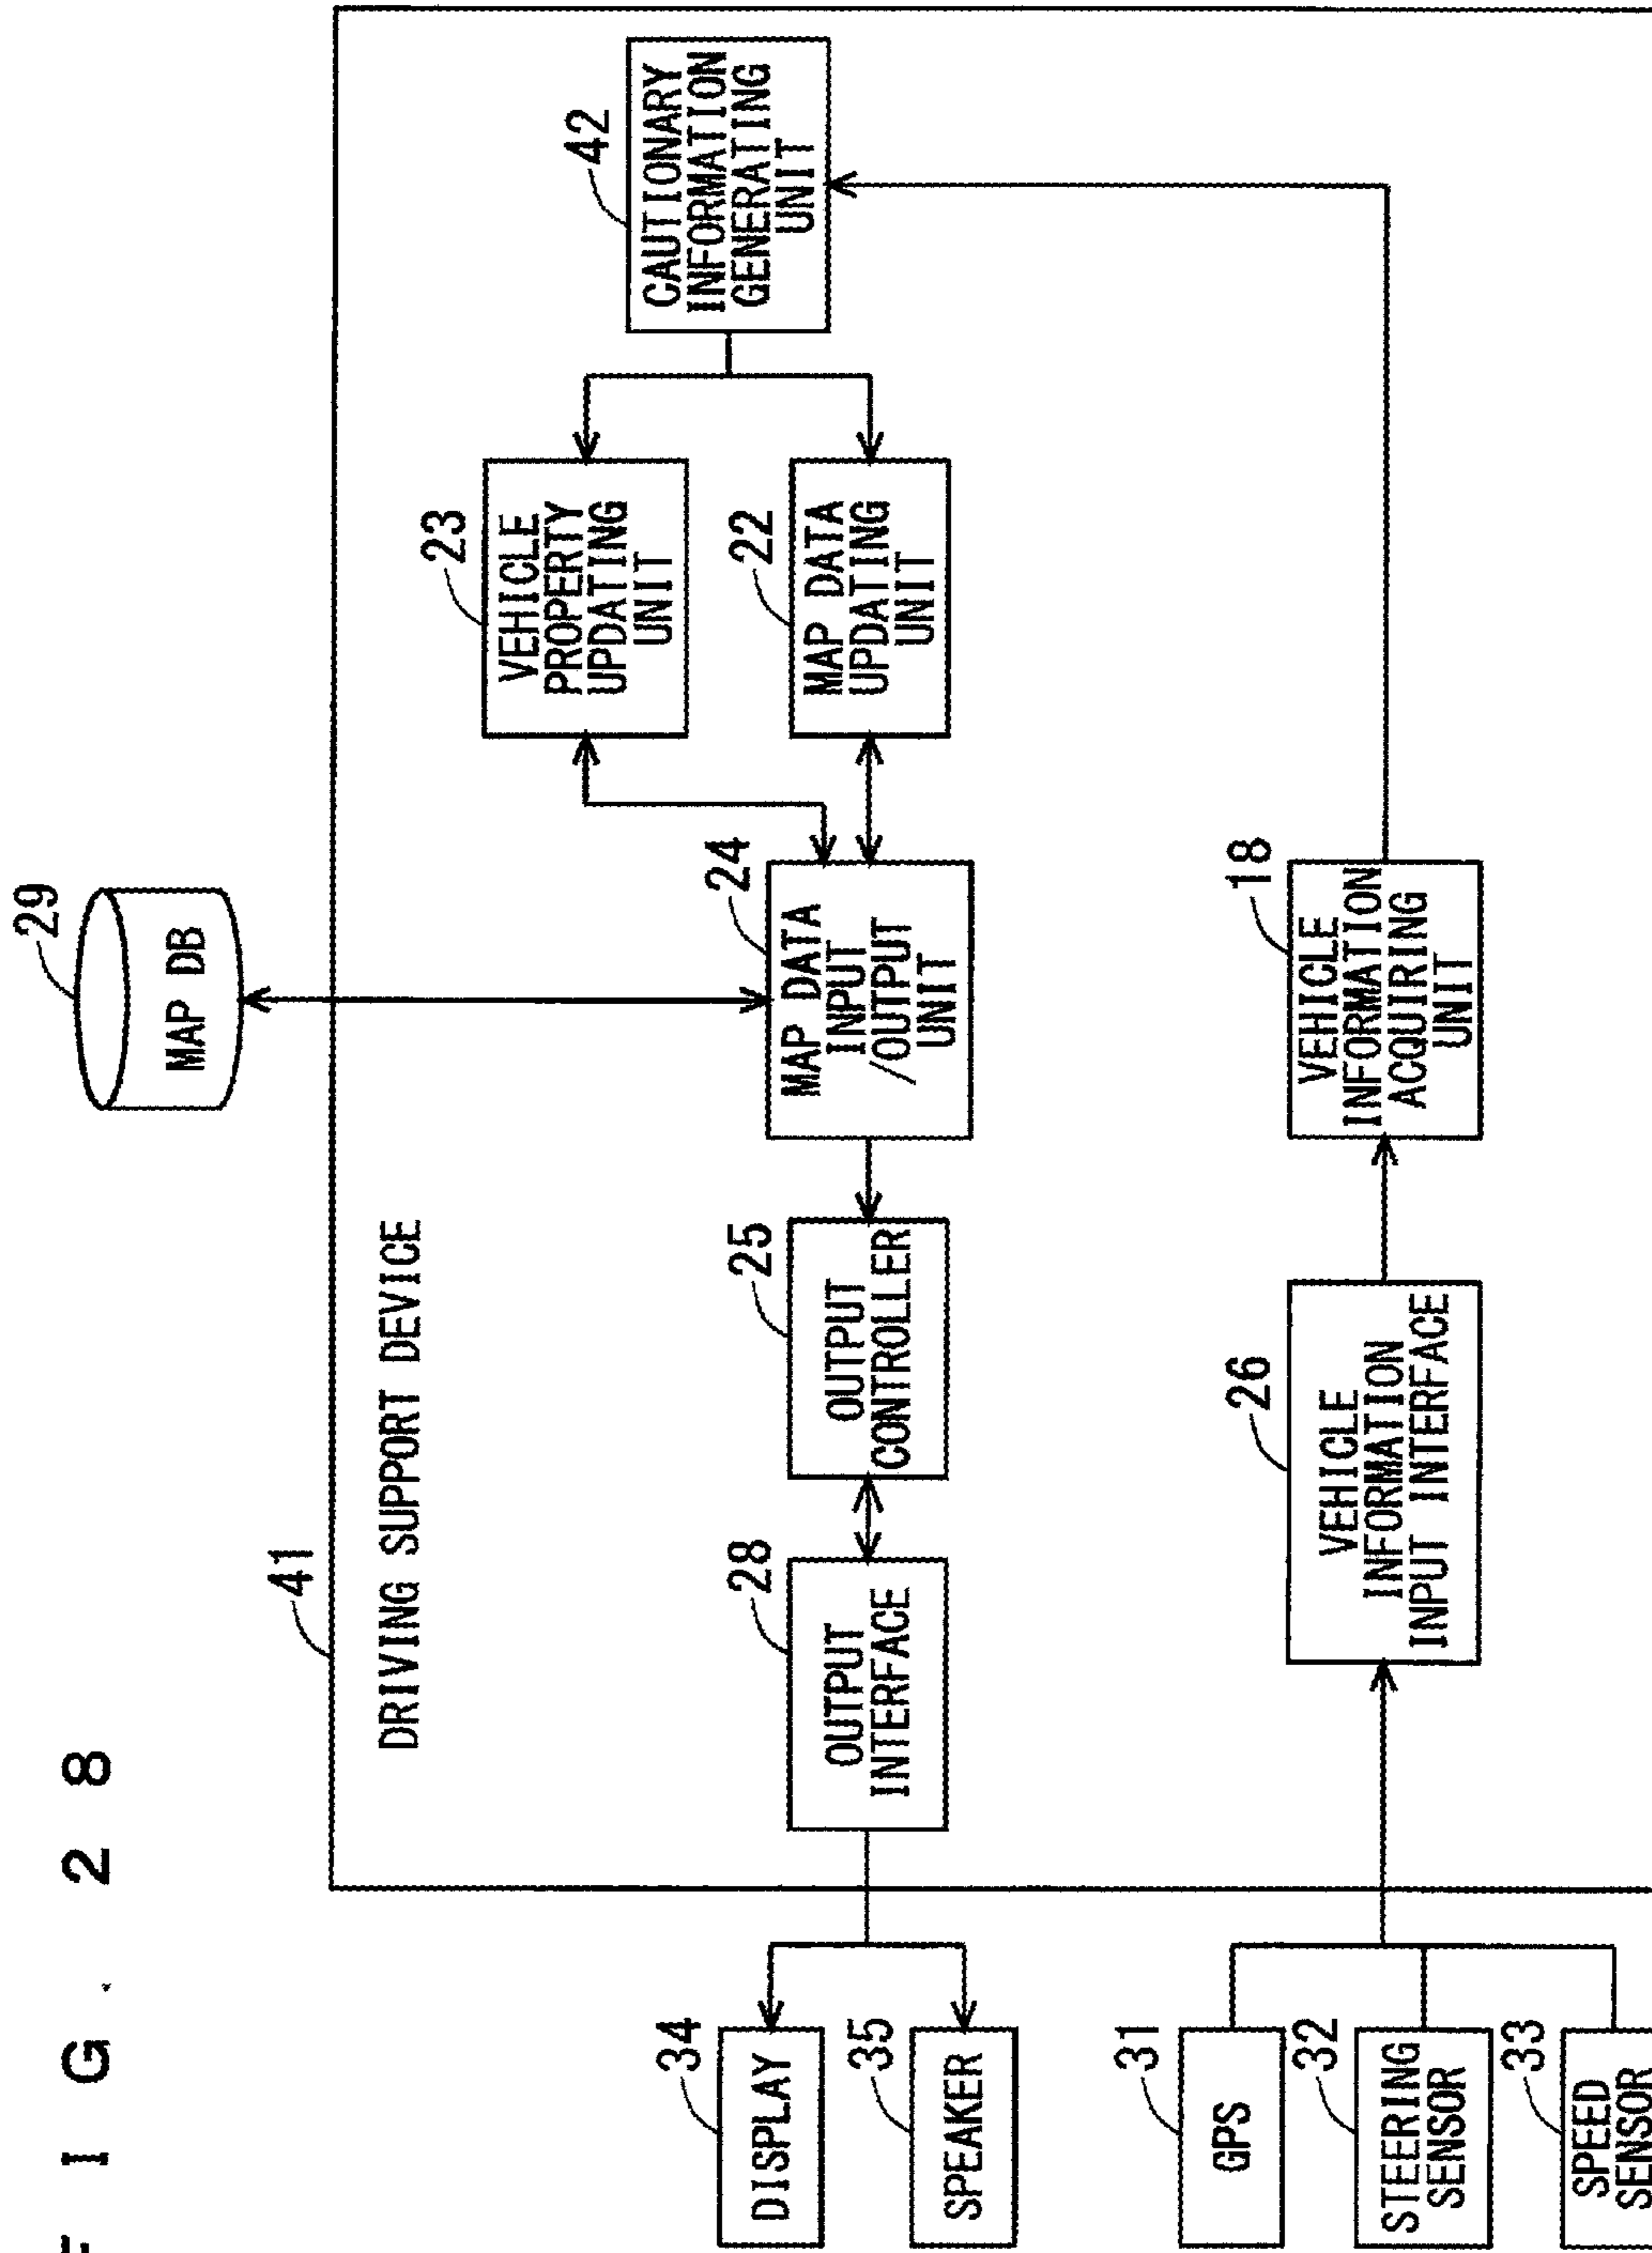 FIG. 28
29
MAP DB
41
DRIVING SUPPORT DEVICE
34
DISPLAY
35
SPEAKER
28
OUTPUT
INTERFACE
25
OUTPUT
CONTROLLER
24
MAP DATA
INPUT
/OUTPUT
UNIT
23
VEHICLE
PROPERTY
UPDATING
UNIT
22
MAP DATA
UPDATING
UNIT
42
CAUTIONARY
INFORMATION
GENERATING
UNIT
31
GPS
32
STEERING
SENSOR
33
SPEED
SENSOR
26
VEHICLE
INFORMATION
INPUT INTERFACE
18
VEHICLE
INFORMATION
ACQUIRING
UNIT